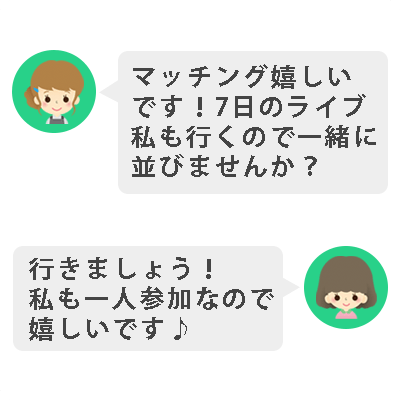 マッチング嬉しい
です！7日のライブ
私も行くので一緒に
並びませんか？
行きましょう！
私も一人参加なので
嬉しいです♪